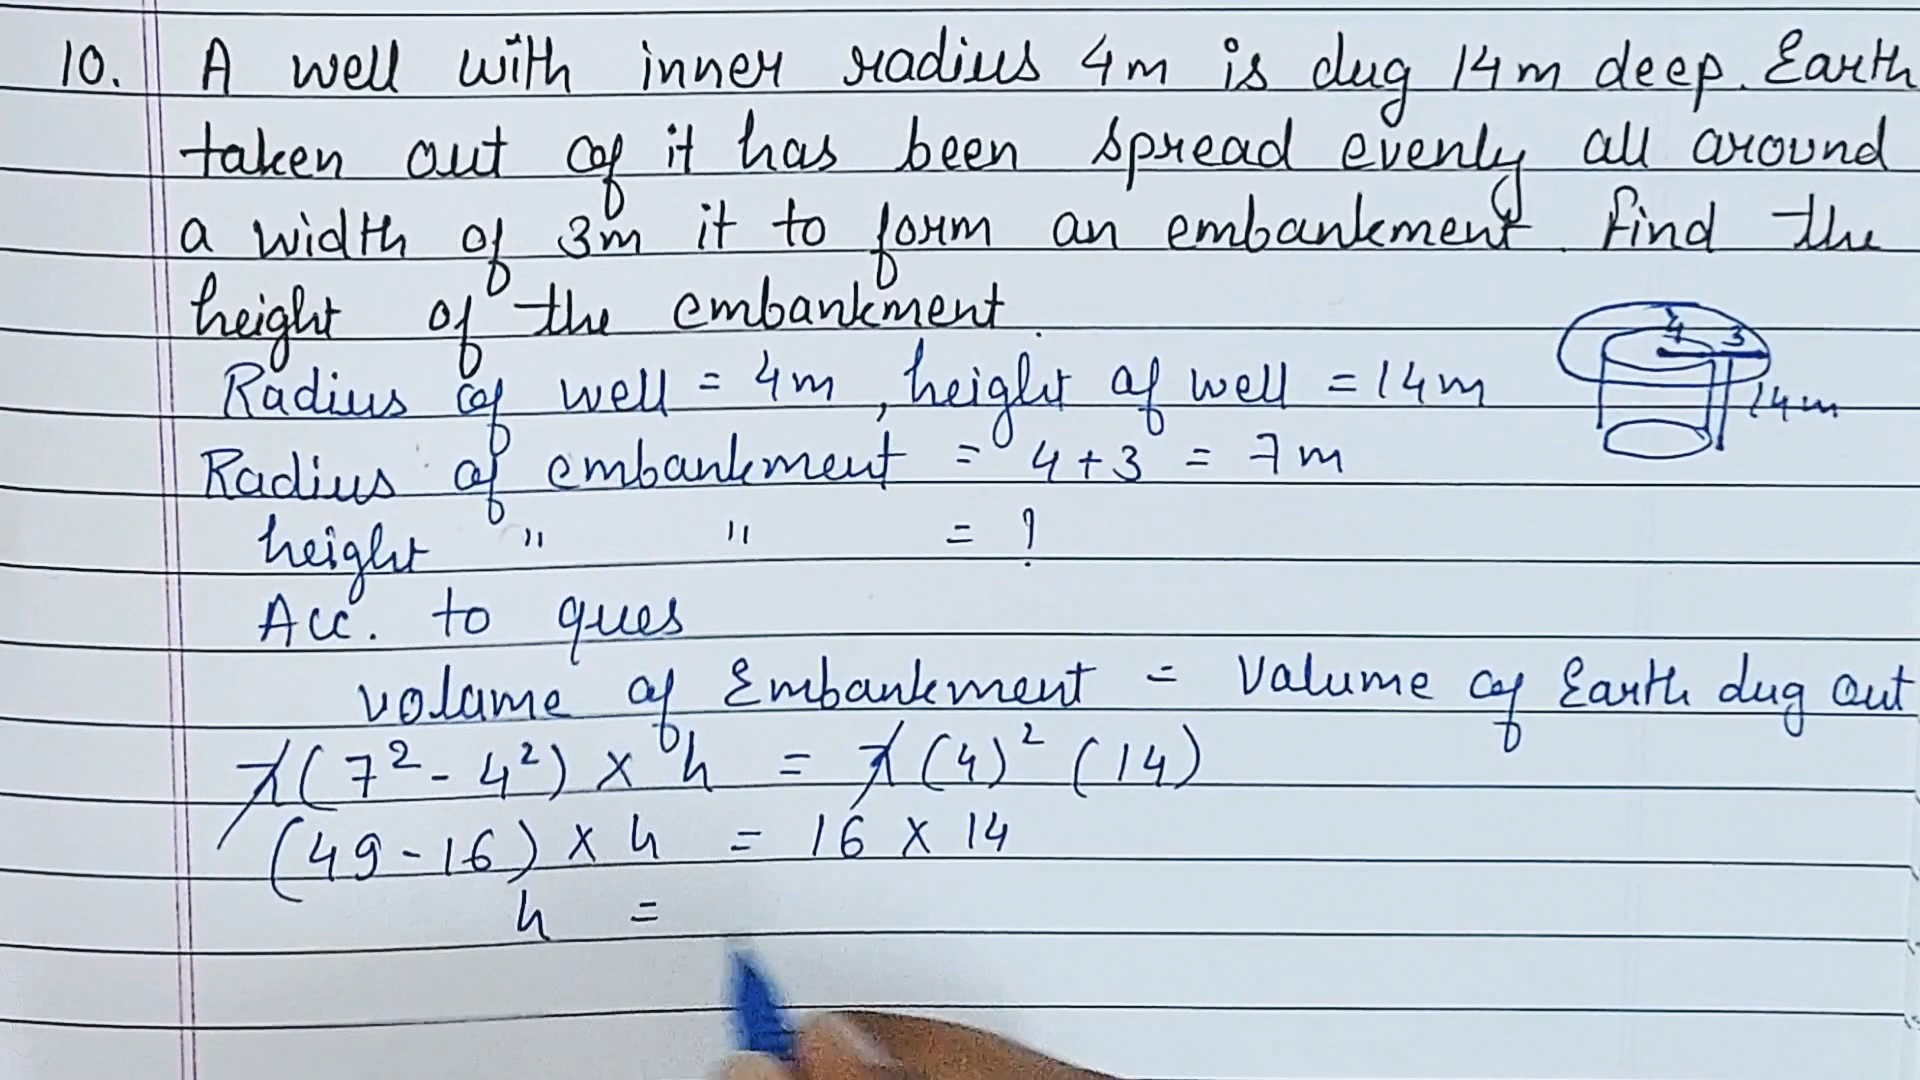 10. A well with inner radius 4m is dug 14m deep. Earth
taken out of it has been spread evenly all around
a width of 3m it to form an embankment. Find the
height of the embankment.
4 3
Radius of well = 4m, height of well = 14m
14m
Radius of embankment = 4+3 = 7m
height " " = ?
Acc. to ques
Volume of Embankment = Volume of Earth dug out
π(7² - 4²) × h = π(4)² (14)
(49-16) × h = 16 × 14
h =